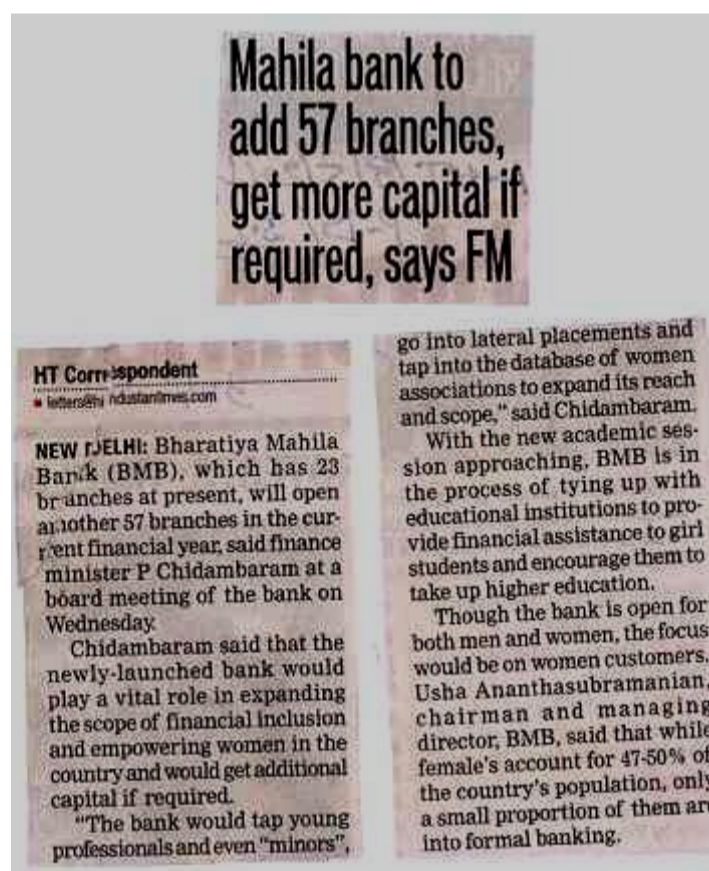 Mahila bank to
add 57 branches,
get more capital if
required, says FM
HT Correspondent
letters@hindustantimes.com
NEW DELHI: Bharatiya Mahila
Bank (BMB), which has 23
branches at present, will open
another 57 branches in the cur-
rent financial year, said finance
minister P Chidambaram at a
board meeting of the bank on
Wednesday.
Chidambaram said that the
newly-launched bank would
play a vital role in expanding
the scope of financial inclusion
and empowering women in the
country and would get additional
capital if required.
"The bank would tap young
professionals and even "minors",
go into lateral placements and
tap into the database of women
associations to expand its reach
and scope," said Chidambaram.
With the new academic ses-
sion approaching, BMB is in
the process of tying up with
educational institutions to pro-
vide financial assistance to girl
students and encourage them to
take up higher education.
Though the bank is open for
both men and women, the focus
would be on women customers.
Usha Ananthasubramanian,
chairman and managing
director, BMB, said that while
female's account for 47-50% of
the country's population, only
a small proportion of them are
into formal banking.